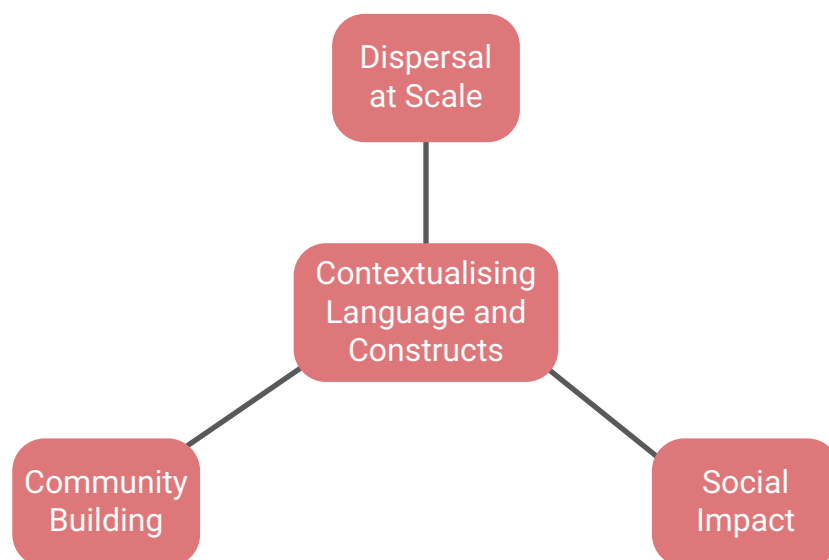 Dispersal
at Scale
Contextualising
Language and
Constructs
Community
Building
Social
Impact